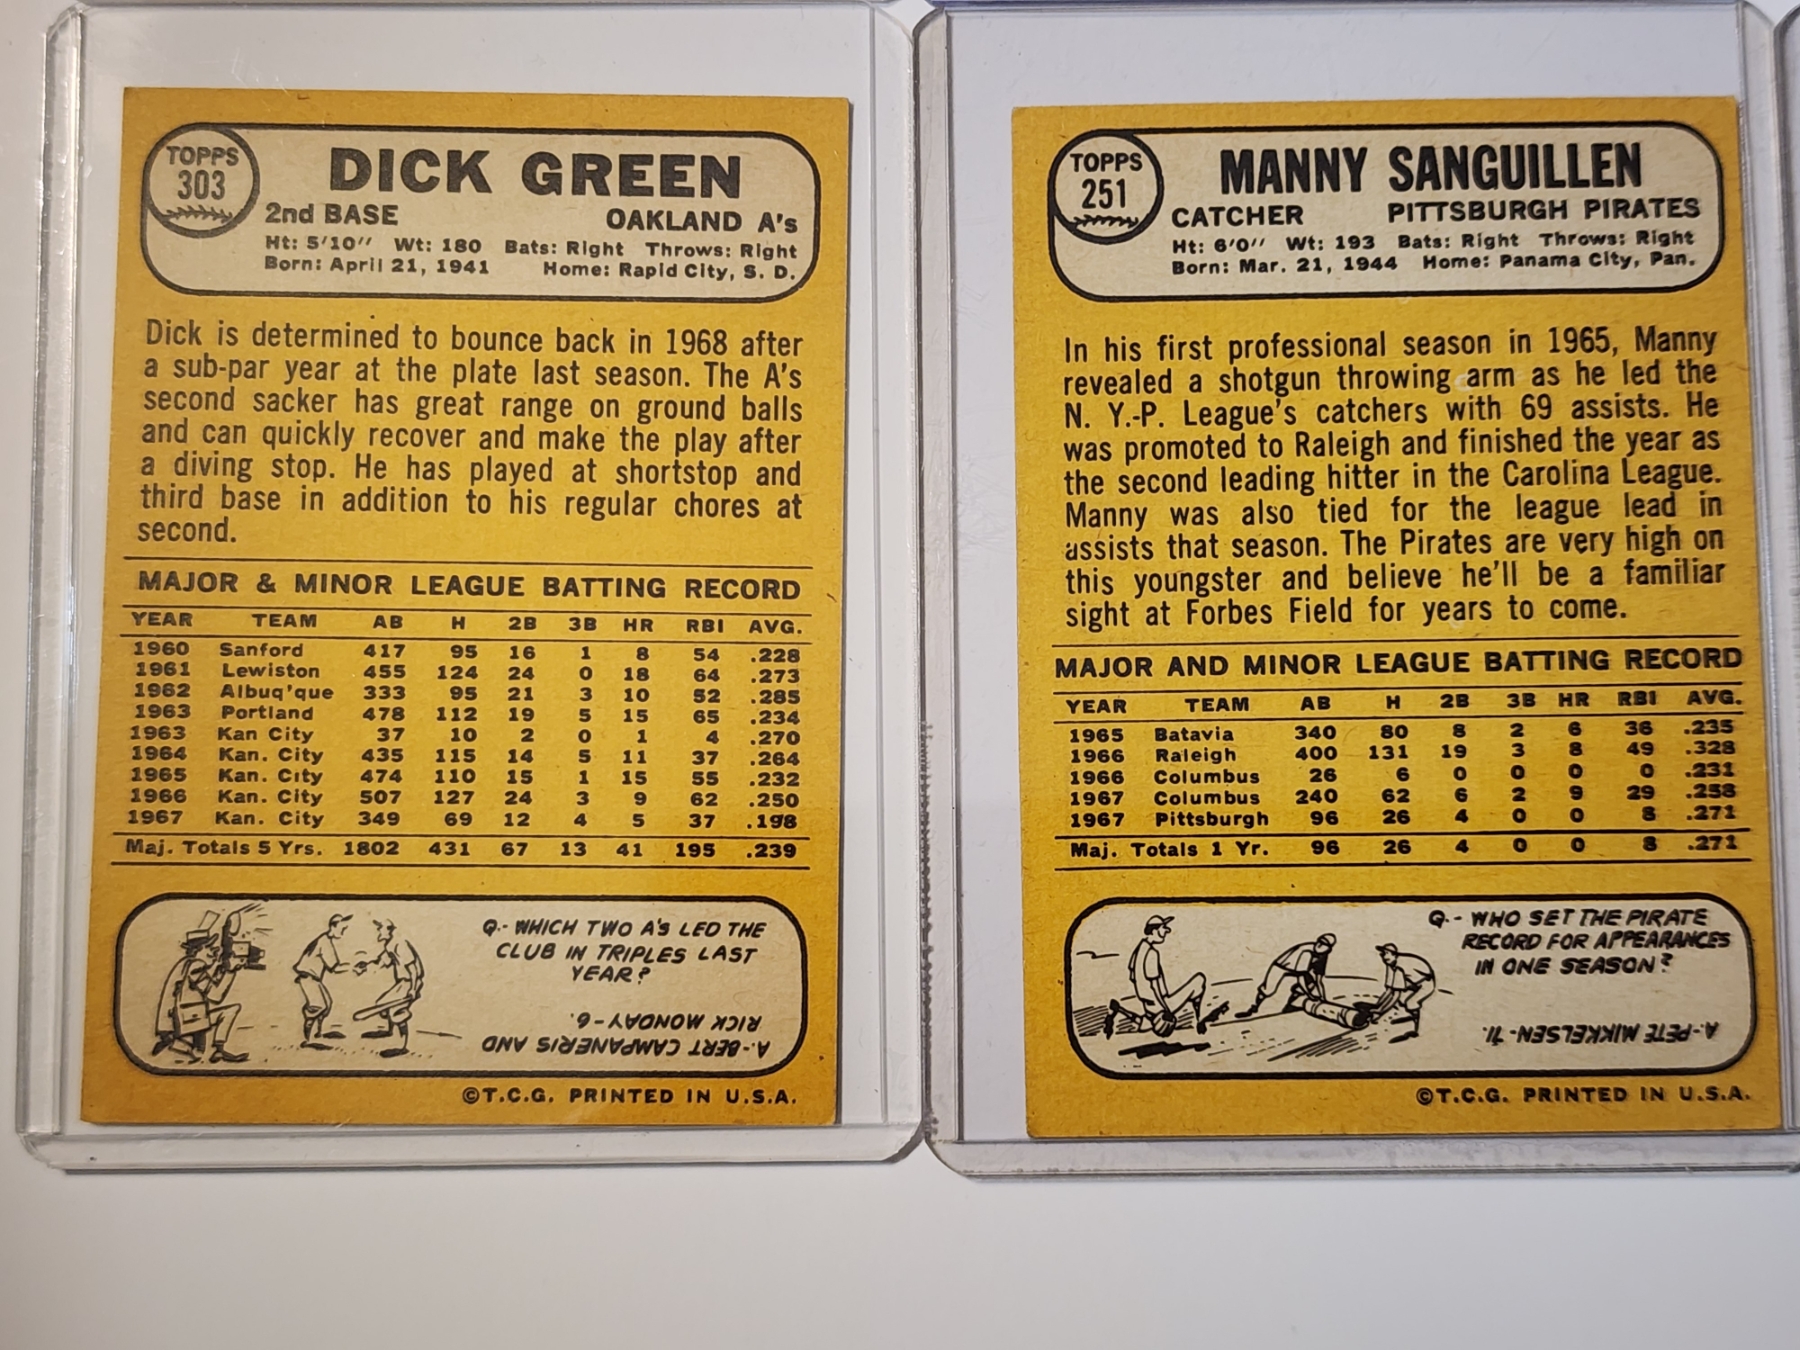 TOPPS
303
DICK GREEN
2nd BASE OAKLAND A's
Ht: 5'10" Wt: 180 Bats: Right Throws: Right
Born: April 21, 1941 Home: Rapid City, S. D.
Dick is determined to bounce back in 1968 after
a sub-par year at the plate last season. The A's
second sacker has great range on ground balls
and can quickly recover and make the play after
a diving stop. He has played at shortstop and
third base in addition to his regular chores at
second.
MAJOR & MINOR LEAGUE BATTING RECORD
YEAR TEAM AB H 2B 3B HR RBI AVG.
1960 Sanford 417 95 16 1 8 54 .228
1961 Lewiston 455 124 24 0 18 64 .273
1962 Albuq'que 333 95 21 3 10 52 .285
1963 Portland 478 112 19 5 15 65 .234
1963 Kan City 37 10 2 0 1 4 .270
1964 Kan. City 435 115 14 5 11 37 .264
1965 Kan. City 474 110 15 1 15 55 .232
1966 Kan. City 507 127 24 3 9 62 .250
1967 Kan. City 349 69 12 4 5 37 .198
Maj. Totals 5 Yrs. 1802 431 67 13 41 195 .239
Q.- WHICH TWO A's LED THE
CLUB IN TRIPLES LAST
YEAR?
A.- BERT CAMPANERIS AND
RICK MONDAY - 6.
©T.C.G. PRINTED IN U.S.A.
TOPPS
251
MANNY SANGUILLEN
CATCHER PITTSBURGH PIRATES
Ht: 6'0" Wt: 193 Bats: Right Throws: Right
Born: Mar. 21, 1944 Home: Panama City, Pan.
In his first professional season in 1965, Manny
revealed a shotgun throwing arm as he led the
N. Y.-P. League's catchers with 69 assists. He
was promoted to Raleigh and finished the year as
the second leading hitter in the Carolina League.
Manny was also tied for the league lead in
assists that season. The Pirates are very high on
this youngster and believe he'll be a familiar
sight at Forbes Field for years to come.
MAJOR AND MINOR LEAGUE BATTING RECORD
YEAR TEAM AB H 2B 3B HR RBI AVG.
1965 Batavia 340 80 8 2 6 36 .235
1966 Raleigh 400 131 19 3 8 49 .328
1966 Columbus 26 6 0 0 0 0 .231
1967 Columbus 240 62 6 2 9 29 .258
1967 Pittsburgh 96 26 4 0 0 8 .271
Maj. Totals 1 Yr. 96 26 4 0 0 8 .271
Q.- WHO SET THE PIRATE
RECORD FOR APPEARANCES
IN ONE SEASON?
A.- PETE MIKKELSEN - 71.
©T.C.G. PRINTED IN U.S.A.